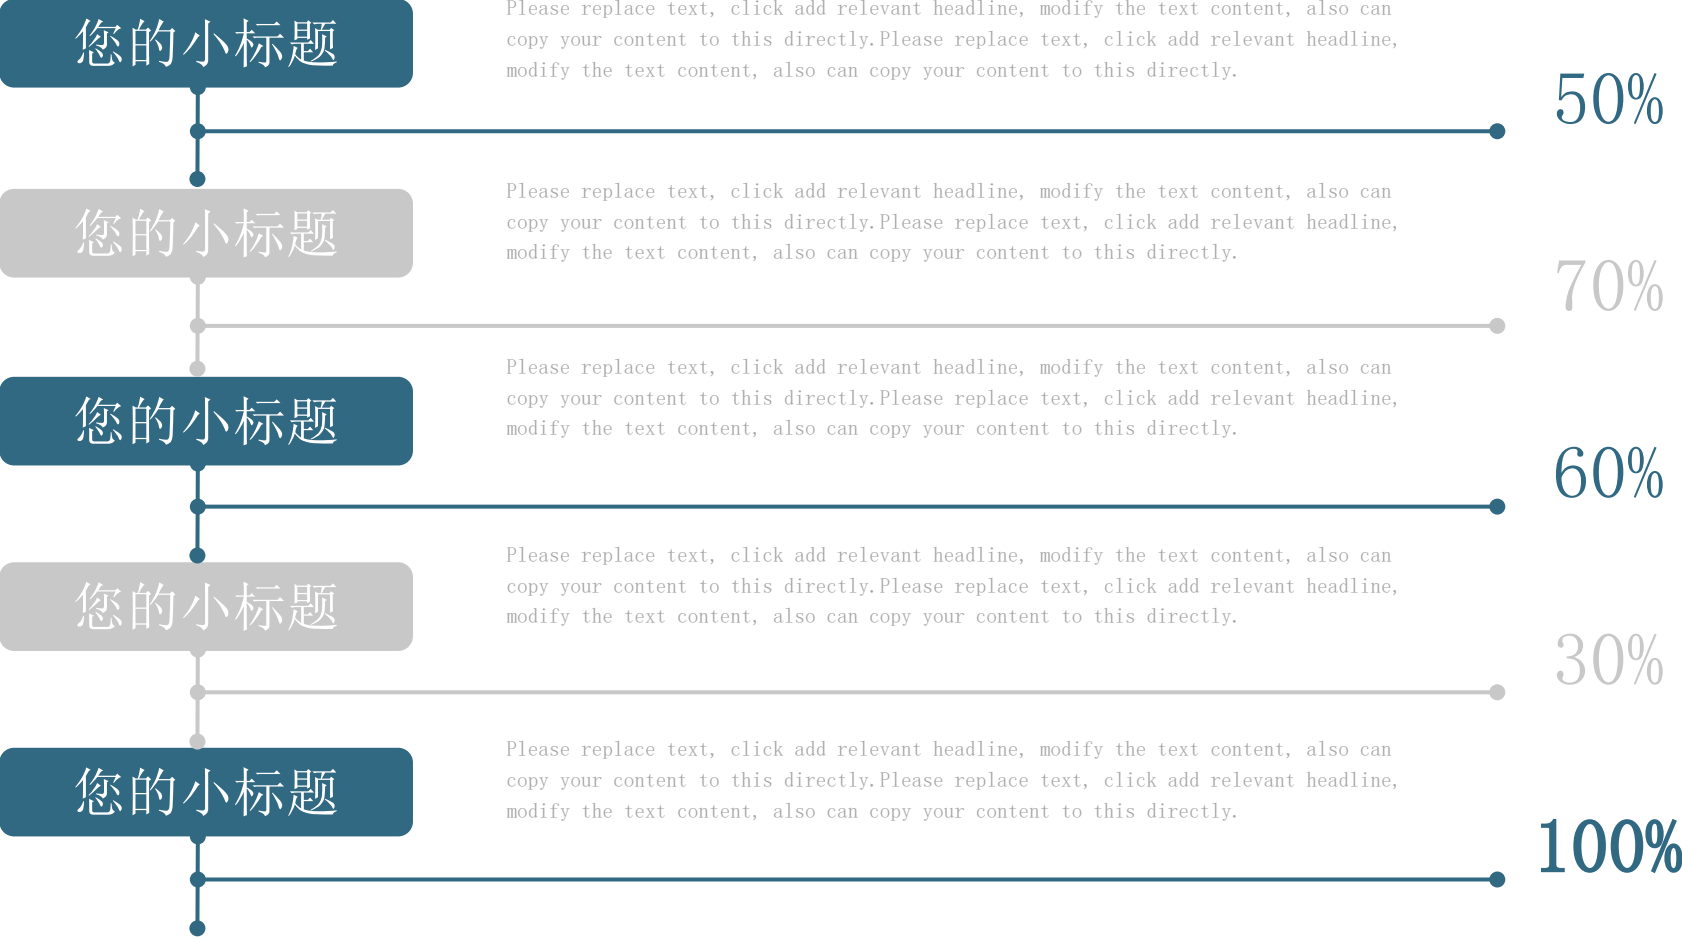 您的小标题
Please replace text, click add relevant headline, modify the text content, also can
copy your content to this directly.Please replace text, click add relevant headline,
modify the text content, also can copy your content to this directly.
50%
您的小标题
Please replace text, click add relevant headline, modify the text content, also can
copy your content to this directly.Please replace text, click add relevant headline,
modify the text content, also can copy your content to this directly.
70%
您的小标题
Please replace text, click add relevant headline, modify the text content, also can
copy your content to this directly.Please replace text, click add relevant headline,
modify the text content, also can copy your content to this directly.
60%
您的小标题
Please replace text, click add relevant headline, modify the text content, also can
copy your content to this directly.Please replace text, click add relevant headline,
modify the text content, also can copy your content to this directly.
30%
您的小标题
Please replace text, click add relevant headline, modify the text content, also can
copy your content to this directly.Please replace text, click add relevant headline,
modify the text content, also can copy your content to this directly.
100%